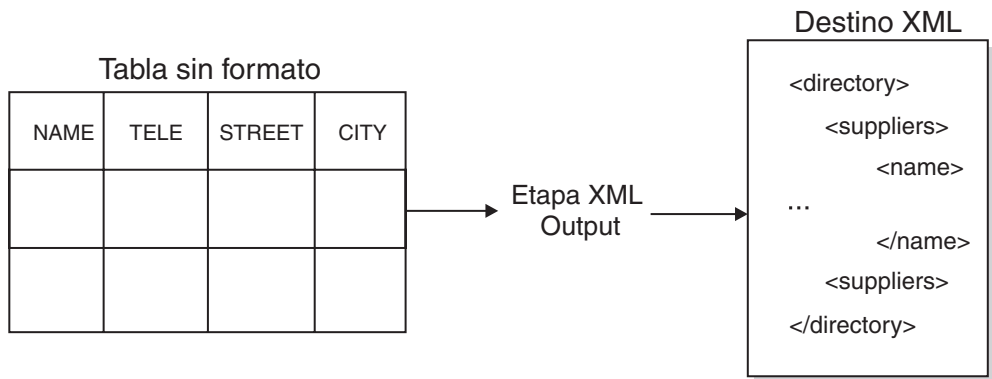 Tabla sin formato
NAME TELE STREET CITY
Etapa XML
Output
Destino XML
<directory>
<suppliers>
<name>
...
</name>
<suppliers>
</directory>